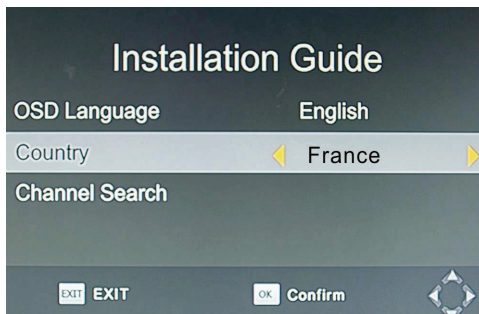 Installation Guide
OSD Language English
Country France
Channel Search
EXIT EXIT OK Confirm